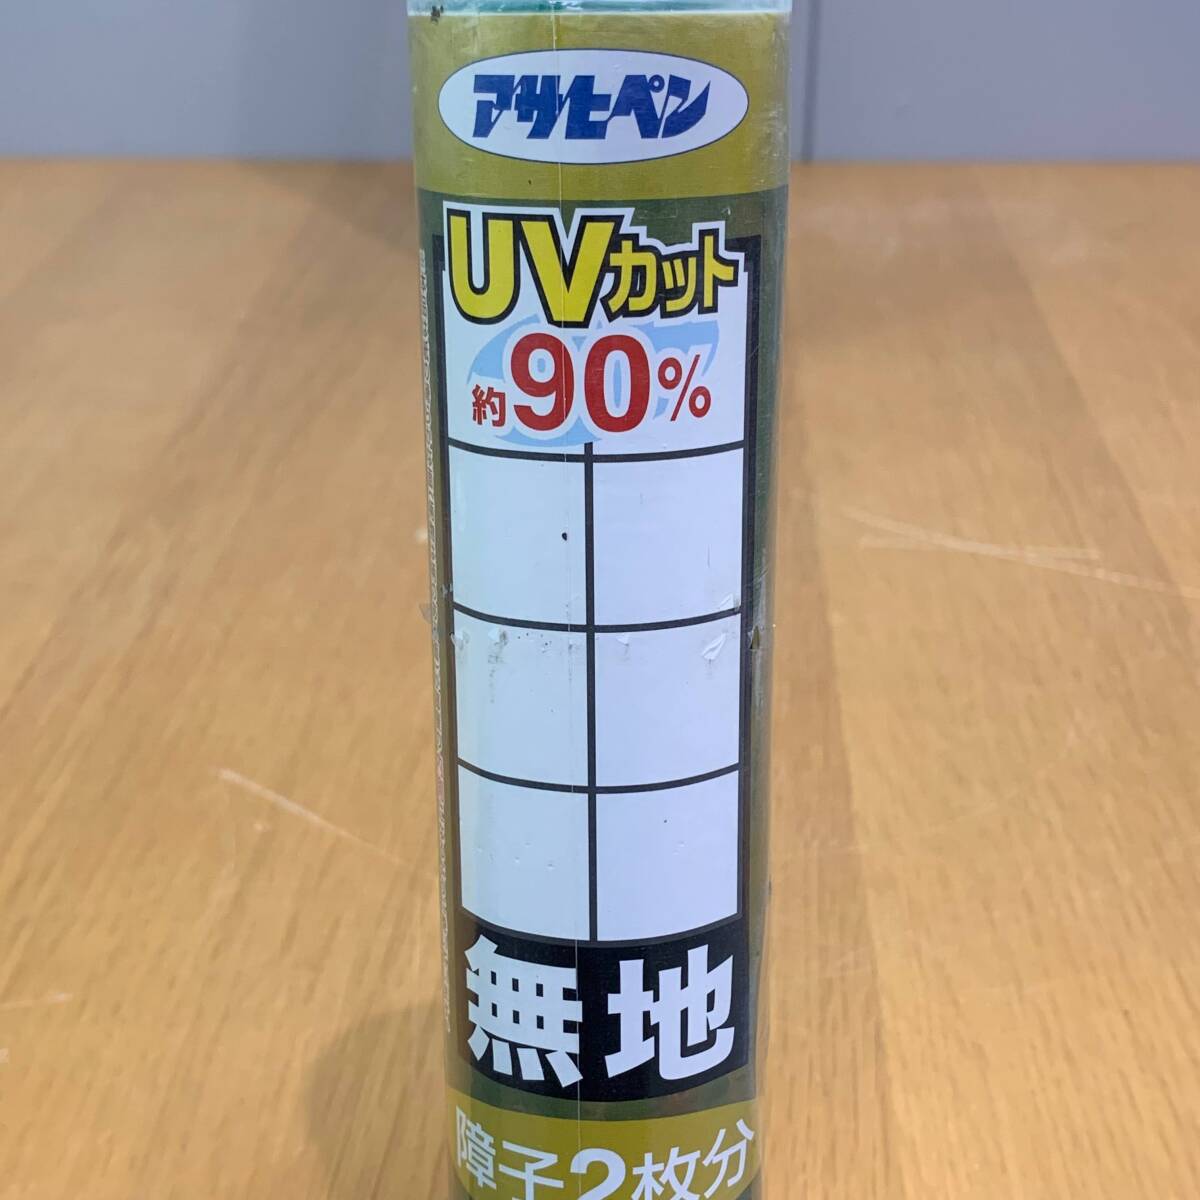 アサヒペン
UVカット
約90%
無地
障子2枚分